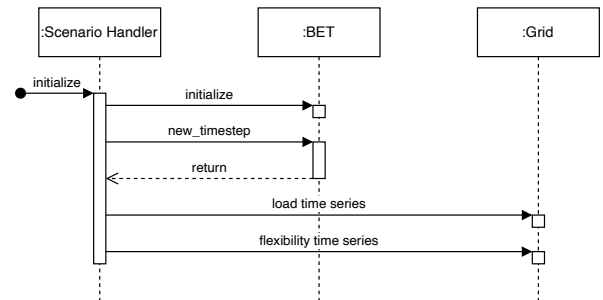 :Scenario Handler
:BET
:Grid
initialize
initialize
new_timestep
return
load time series
flexibility time series